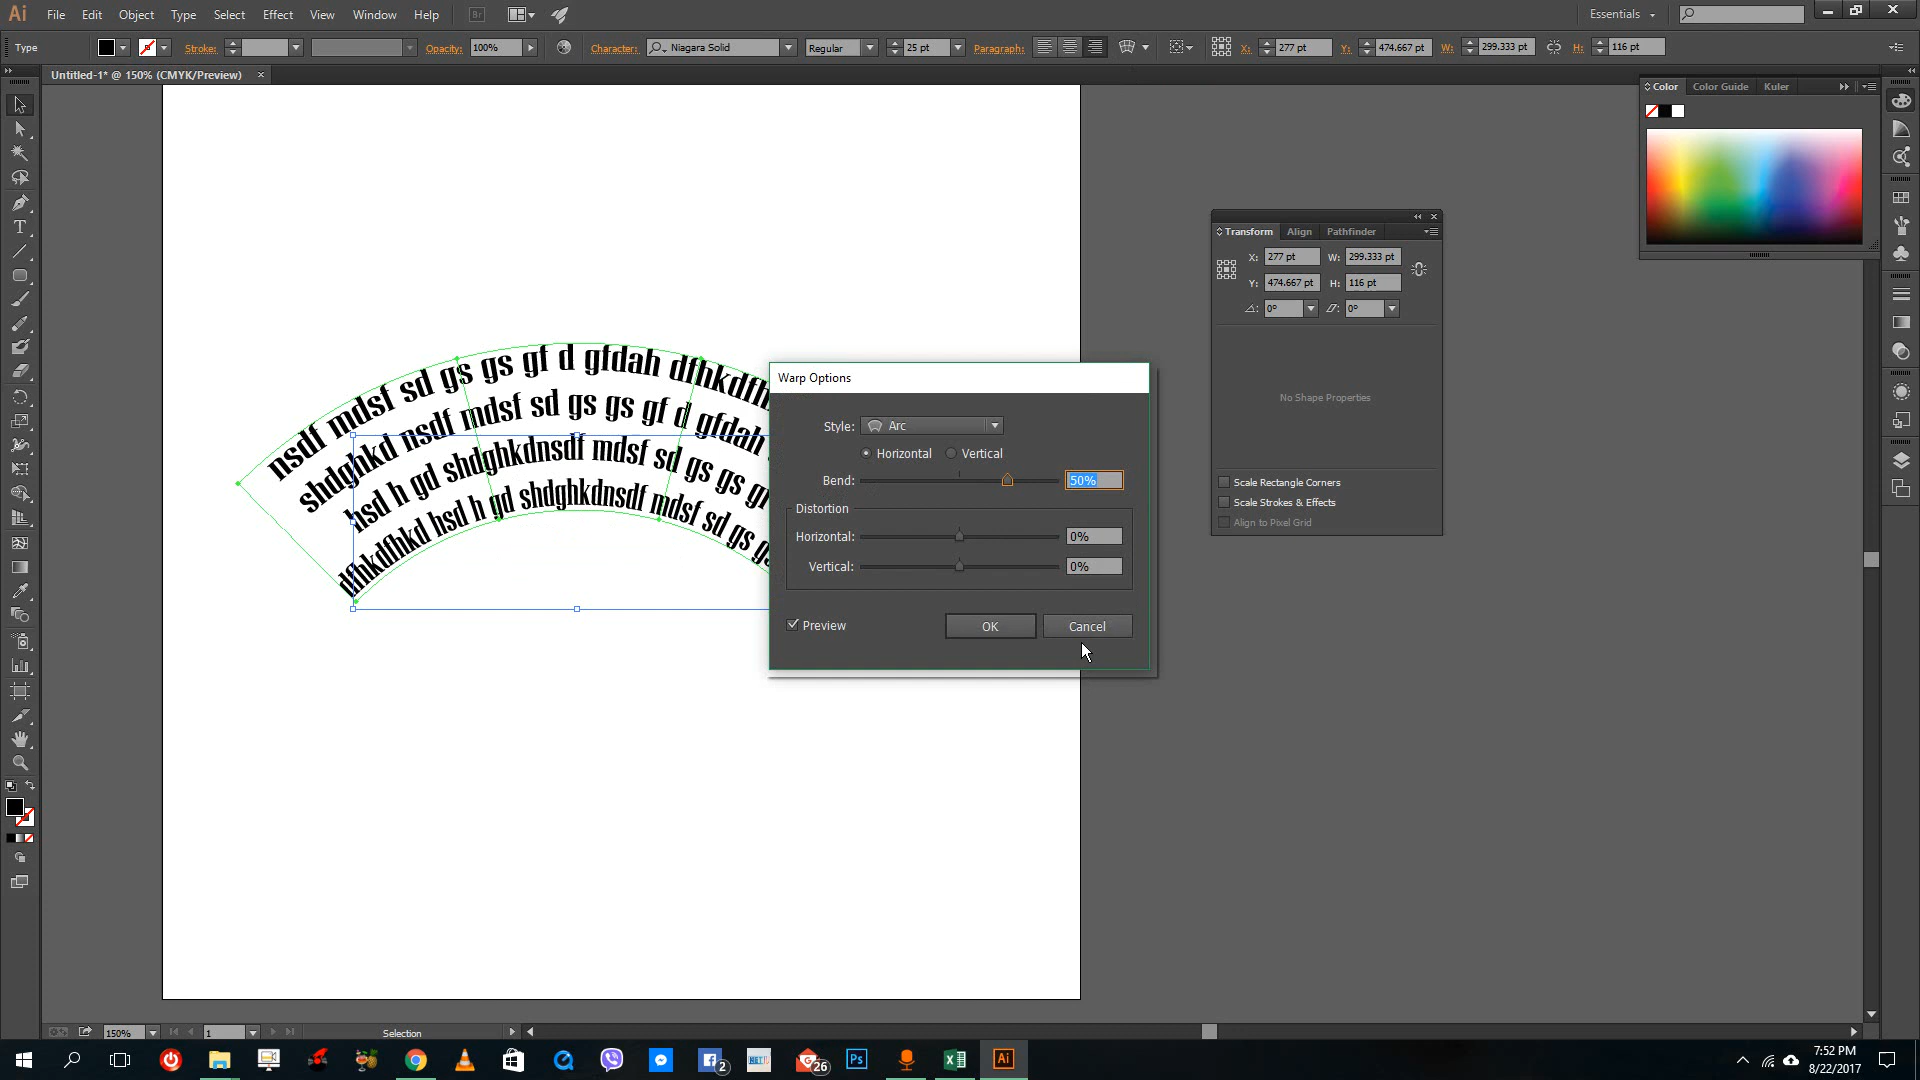 Ai File Edit Object Type Select Effect View Window Help Br Essentials
Type Stroke: Opacity: 100% Character: Niagara Solid Regular 25 pt Paragraph: X: 277 pt Y: 474.667 pt W: 299.333 pt H: 116 pt
Untitled-1* @ 150% (CMYK/Preview) ×
Color Color Guide Kuler
Transform Align Pathfinder
X: 277 pt W: 299.333 pt
Y: 474.667 pt H: 116 pt
0° 0°
No Shape Properties
Scale Rectangle Corners
Scale Strokes & Effects
Align to Pixel Grid
nsdf mdsf sd gs gs gf d gfdah dfhkdfh
shdghkd nsdf mdsf sd gs gs gf d gfdah
hsd h gd shdghkdnsdf mdsf sd gs gs
dfhkdfhkd hsd h gd shdghkdnsdf mdsf sd gs
Warp Options
Style: Arc
Horizontal Vertical
Bend: 50%
Distortion
Horizontal: 0%
Vertical: 0%
Preview OK Cancel
150% 1 Selection
2 26 Ps Ai
7:52 PM
8/22/2017